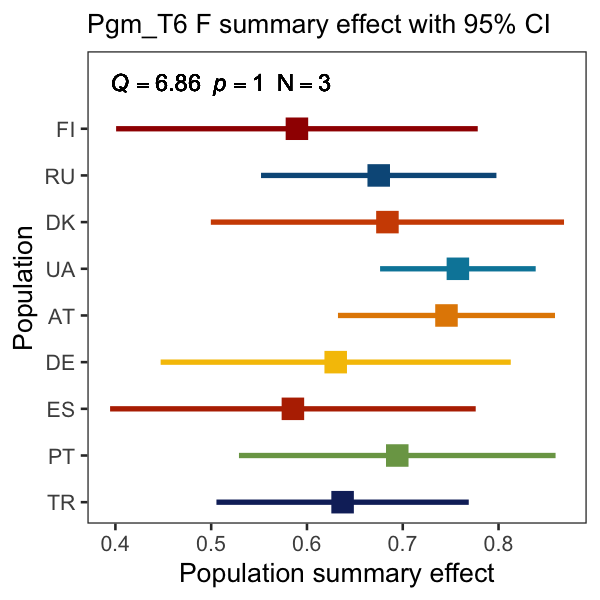 Pgm_T6 F summary effect with 95% CI
Q = 6.86 p = 1 N = 3
FI
RU
DK
UA
AT
DE
ES
PT
TR
Population
0.4 0.5 0.6 0.7 0.8
Population summary effect